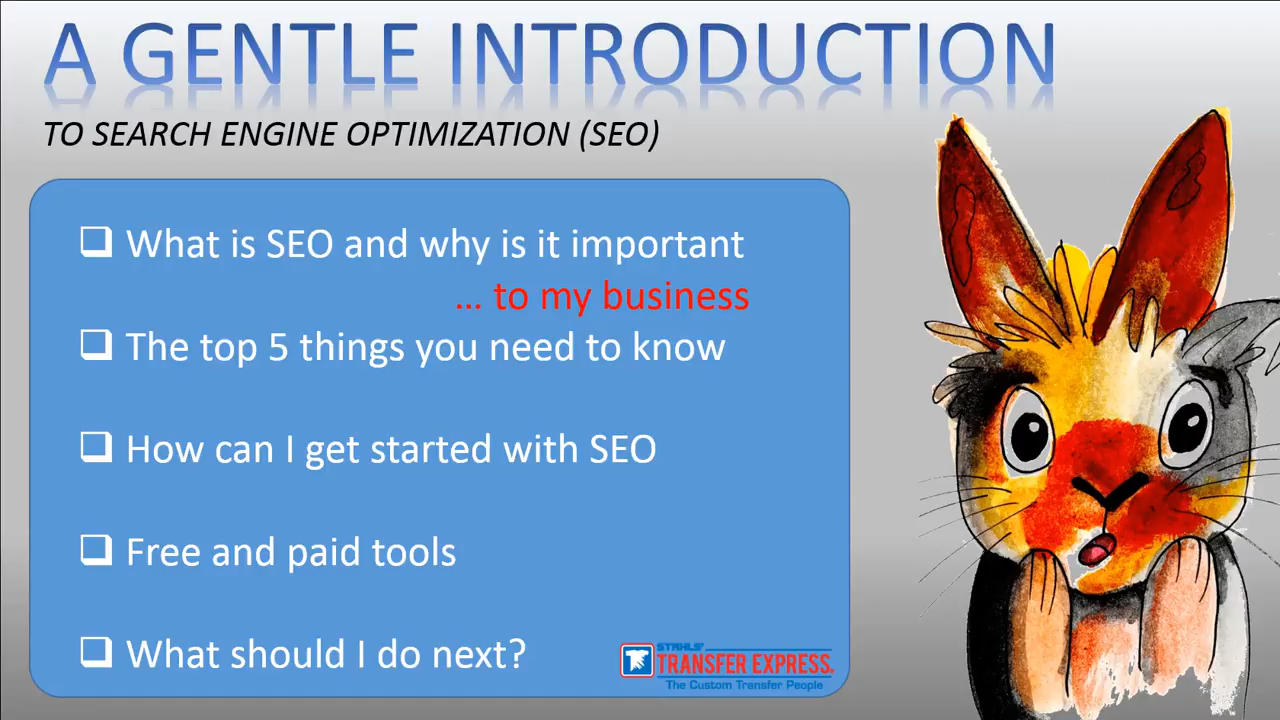 A GENTLE INTRODUCTION
TO SEARCH ENGINE OPTIMIZATION (SEO)
What is SEO and why is it important
... to my business
The top 5 things you need to know
How can I get started with SEO
Free and paid tools
What should I do next?
STAHLS'
TRANSFER EXPRESS.
The Custom Transfer People